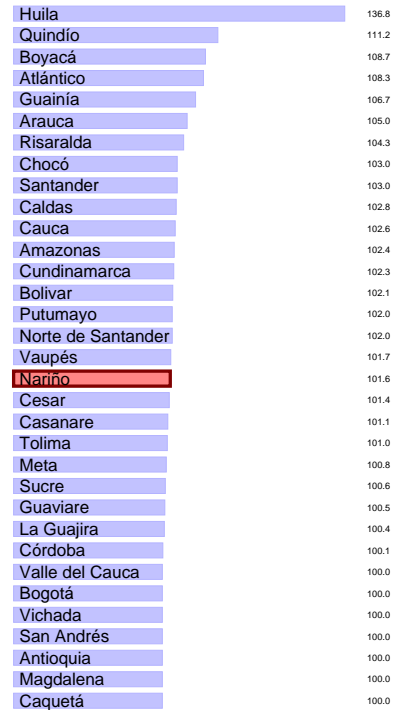 Huila 136.8
Quindío 111.2
Boyacá 108.7
Atlántico 108.3
Guainía 106.7
Arauca 105.0
Risaralda 104.3
Chocó 103.0
Santander 103.0
Caldas 102.8
Cauca 102.6
Amazonas 102.4
Cundinamarca 102.3
Bolivar 102.1
Putumayo 102.0
Norte de Santander 102.0
Vaupés 101.7
Nariño 101.6
Cesar 101.4
Casanare 101.1
Tolima 101.0
Meta 100.8
Sucre 100.6
Guaviare 100.5
La Guajira 100.4
Córdoba 100.1
Valle del Cauca 100.0
Bogotá 100.0
Vichada 100.0
San Andrés 100.0
Antioquia 100.0
Magdalena 100.0
Caquetá 100.0